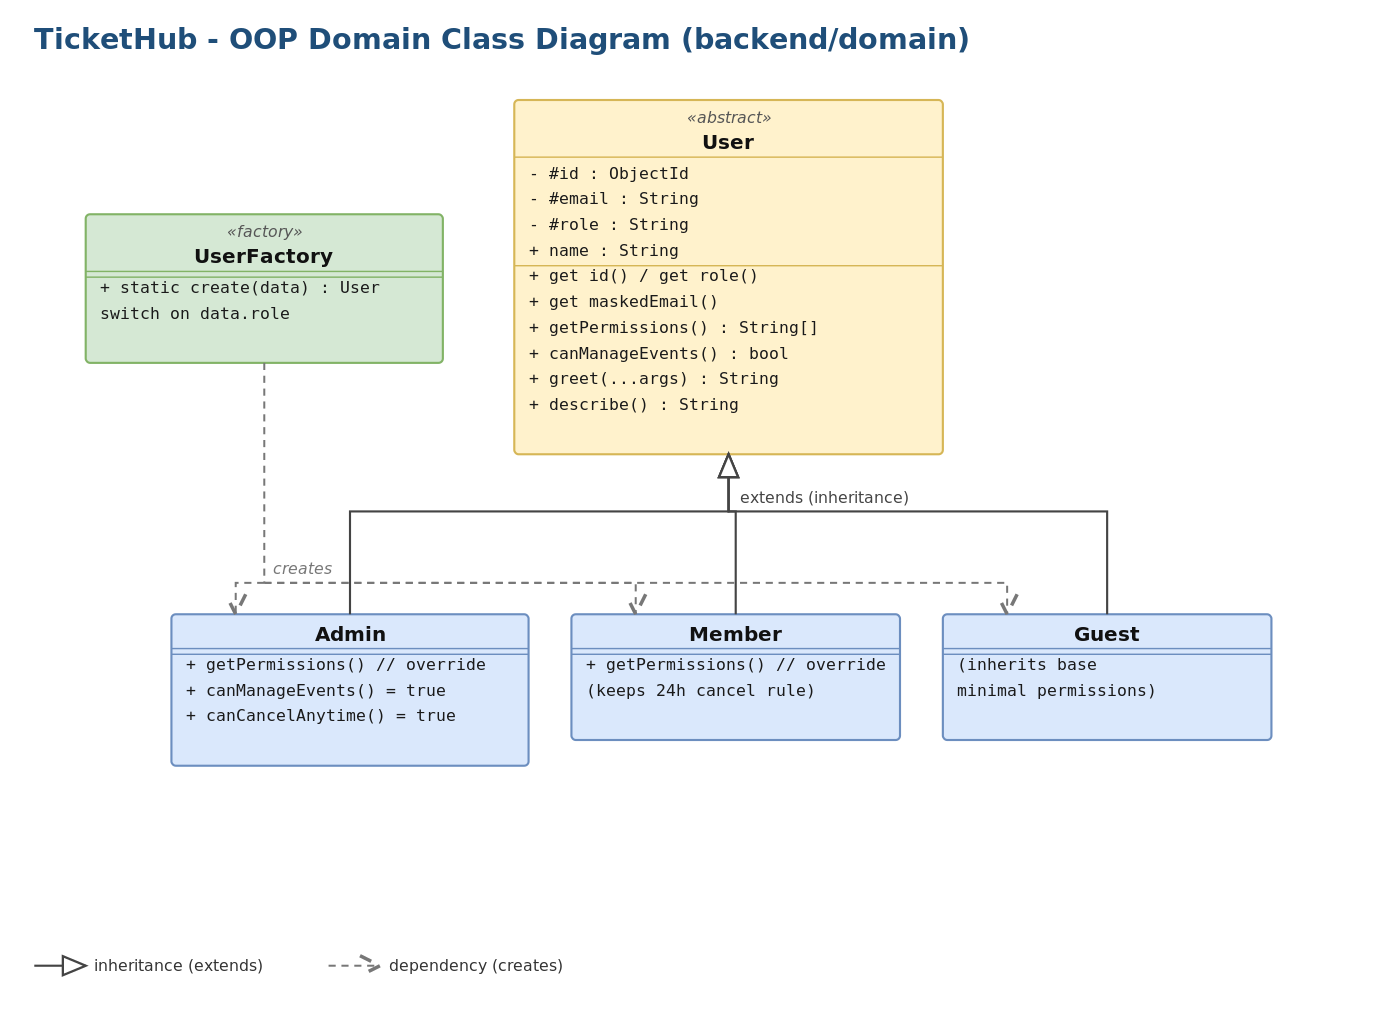 TicketHub - OOP Domain Class Diagram (backend/domain)
«abstract»
User
- #id : ObjectId
- #email : String
- #role : String
+ name : String
+ get id() / get role()
+ get maskedEmail()
+ getPermissions() : String[]
+ canManageEvents() : bool
+ greet(...args) : String
+ describe() : String
«factory»
UserFactory
+ static create(data) : User
switch on data.role
extends (inheritance)
creates
Admin
+ getPermissions() // override
+ canManageEvents() = true
+ canCancelAnytime() = true
Member
+ getPermissions() // override
(keeps 24h cancel rule)
Guest
(inherits base
minimal permissions)
inheritance (extends)
dependency (creates)